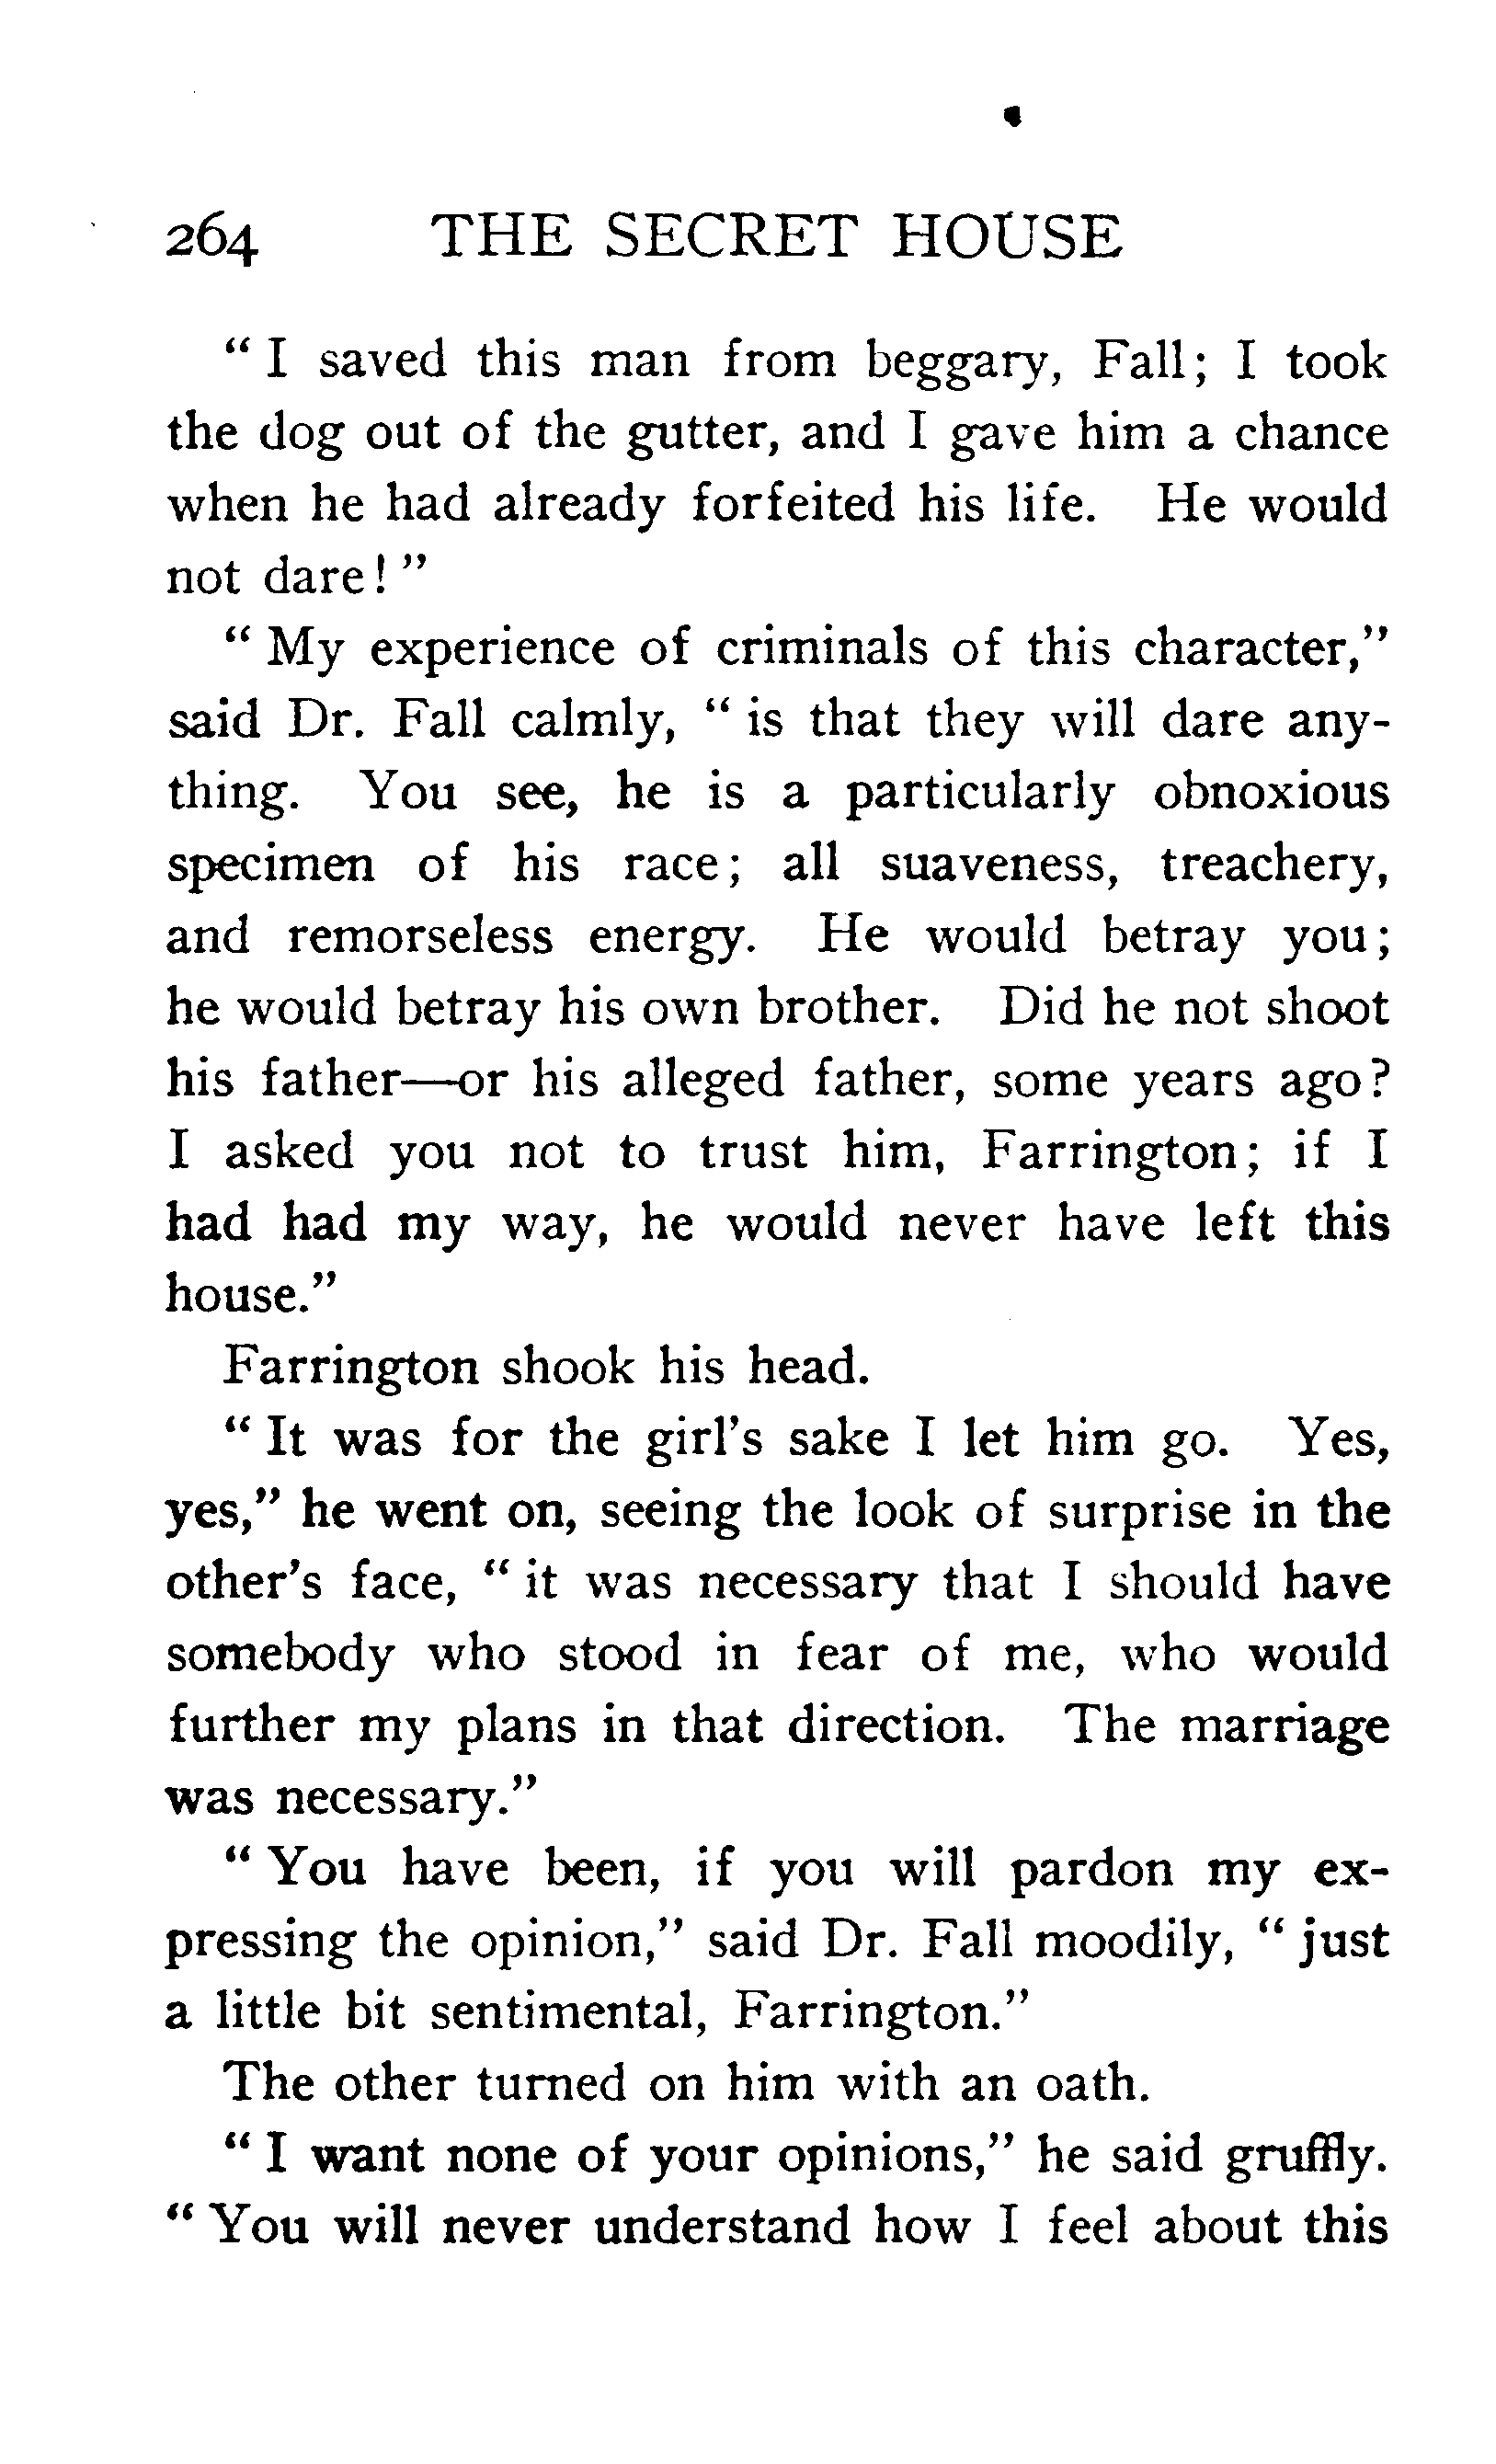 264 THE SECRET HOUSE
“ I saved this man from beggary, Fall; I took
the dog out of the gutter, and I gave him a chance
when he had already forfeited his life. He would
not dare! ”
“ My experience of criminals of this character,”
said Dr. Fall calmly, “ is that they will dare any-
thing. You see, he is a particularly obnoxious
specimen of his race; all suaveness, treachery,
and remorseless energy. He would betray you;
he would betray his own brother. Did he not shoot
his father—or his alleged father, some years ago?
I asked you not to trust him, Farrington; if I
had had my way, he would never have left this
house.”
Farrington shook his head.
“ It was for the girl’s sake I let him go. Yes,
yes,” he went on, seeing the look of surprise in the
other’s face, “ it was necessary that I should have
somebody who stood in fear of me, who would
further my plans in that direction. The marriage
was necessary.”
“ You have been, if you will pardon my ex-
pressing the opinion,” said Dr. Fall moodily, “ just
a little bit sentimental, Farrington.”
The other turned on him with an oath.
“ I want none of your opinions,” he said gruffly.
“ You will never understand how I feel about this